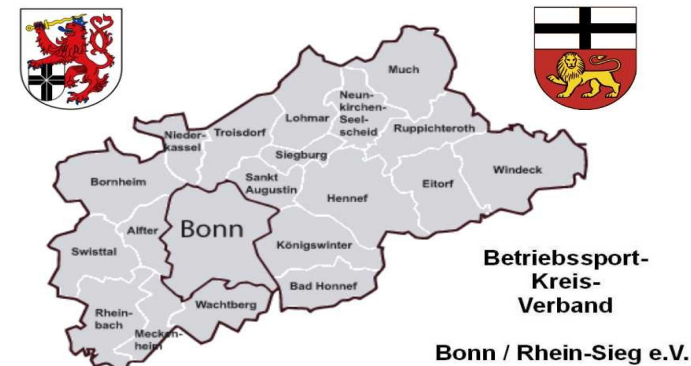 Much
Neun-
kirchen-
Seel-
scheid
Lohmar
Ruppichteroth
Nieder-
kassel
Troisdorf
Siegburg
Windeck
Bornheim
Sankt
Augustin
Eitorf
Hennef
Alfter
Bonn
Swisttal
Königswinter
Bad Honnef
Wachtberg
Rhein-
bach
Mecken-
heim
Betriebssport-
Kreis-
Verband
Bonn / Rhein-Sieg e.V.